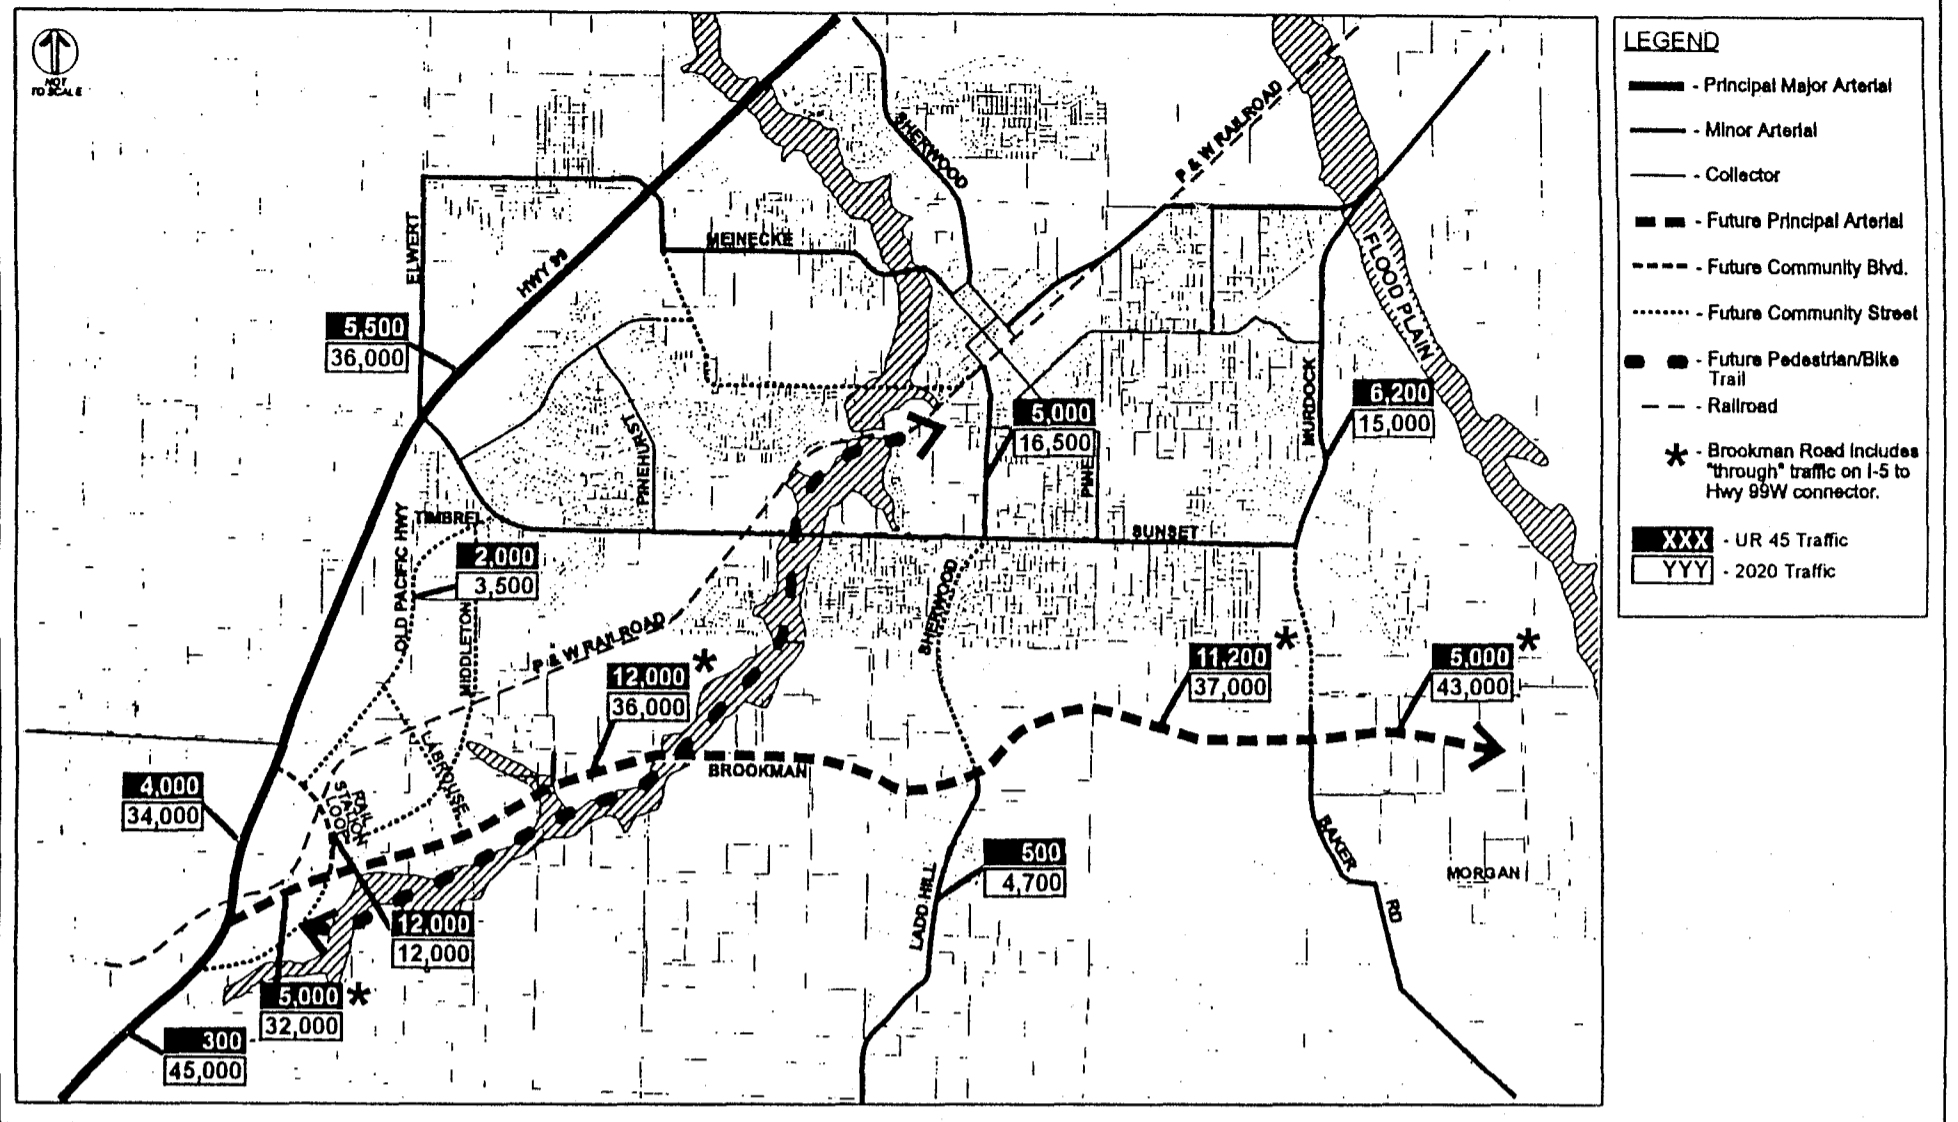 NOT
TO SCALE
SHERWOOD
P & W RAILROAD
ELWERT
MEINECKE
HWY 99
FLOOD PLAIN
5,500
36,000
PINEHURST
5,000
16,500
PINE
MURDOCK
6,200
15,000
OLD PACIFIC HWY
TIMBREL
SUNSET
2,000
3,500
MIDDLETON
P & W RAILROAD
SHERWOOD
12,000 *
36,000
11,200 *
37,000
5,000 *
43,000
LABROUSE
BROOKMAN
4,000
34,000
RAIL
STATION
LOOP
BAKER
RD
MORGAN
500
4,700
LADD HILL
12,000
12,000
5,000 *
32,000
300
45,000
LEGEND
- Principal Major Arterial
- Minor Arterial
- Collector
- Future Principal Arterial
- Future Community Blvd.
- Future Community Street
- Future Pedestrian/Bike
Trail
- Railroad
* - Brookman Road Includes
"through" traffic on I-5 to
Hwy 99W connector.
XXX - UR 45 Traffic
YYY - 2020 Traffic